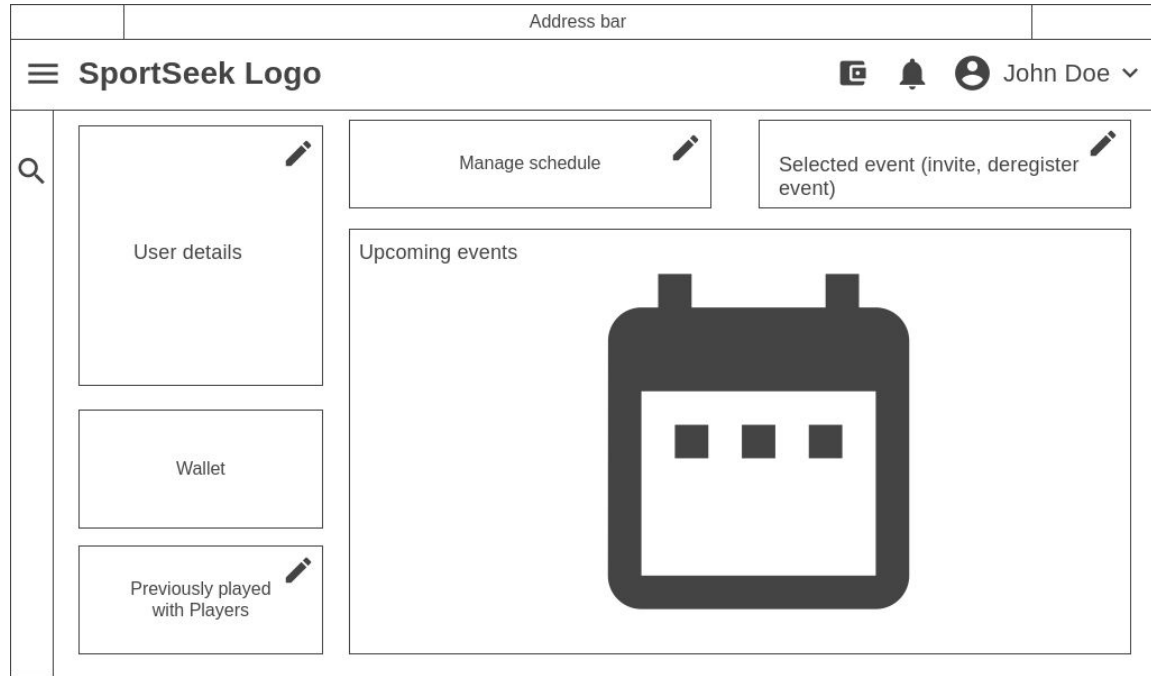 Address bar
SportSeek Logo
John Doe
Manage schedule
Selected event (invite, deregister
event)
User details
Upcoming events
Wallet
Previously played
with Players